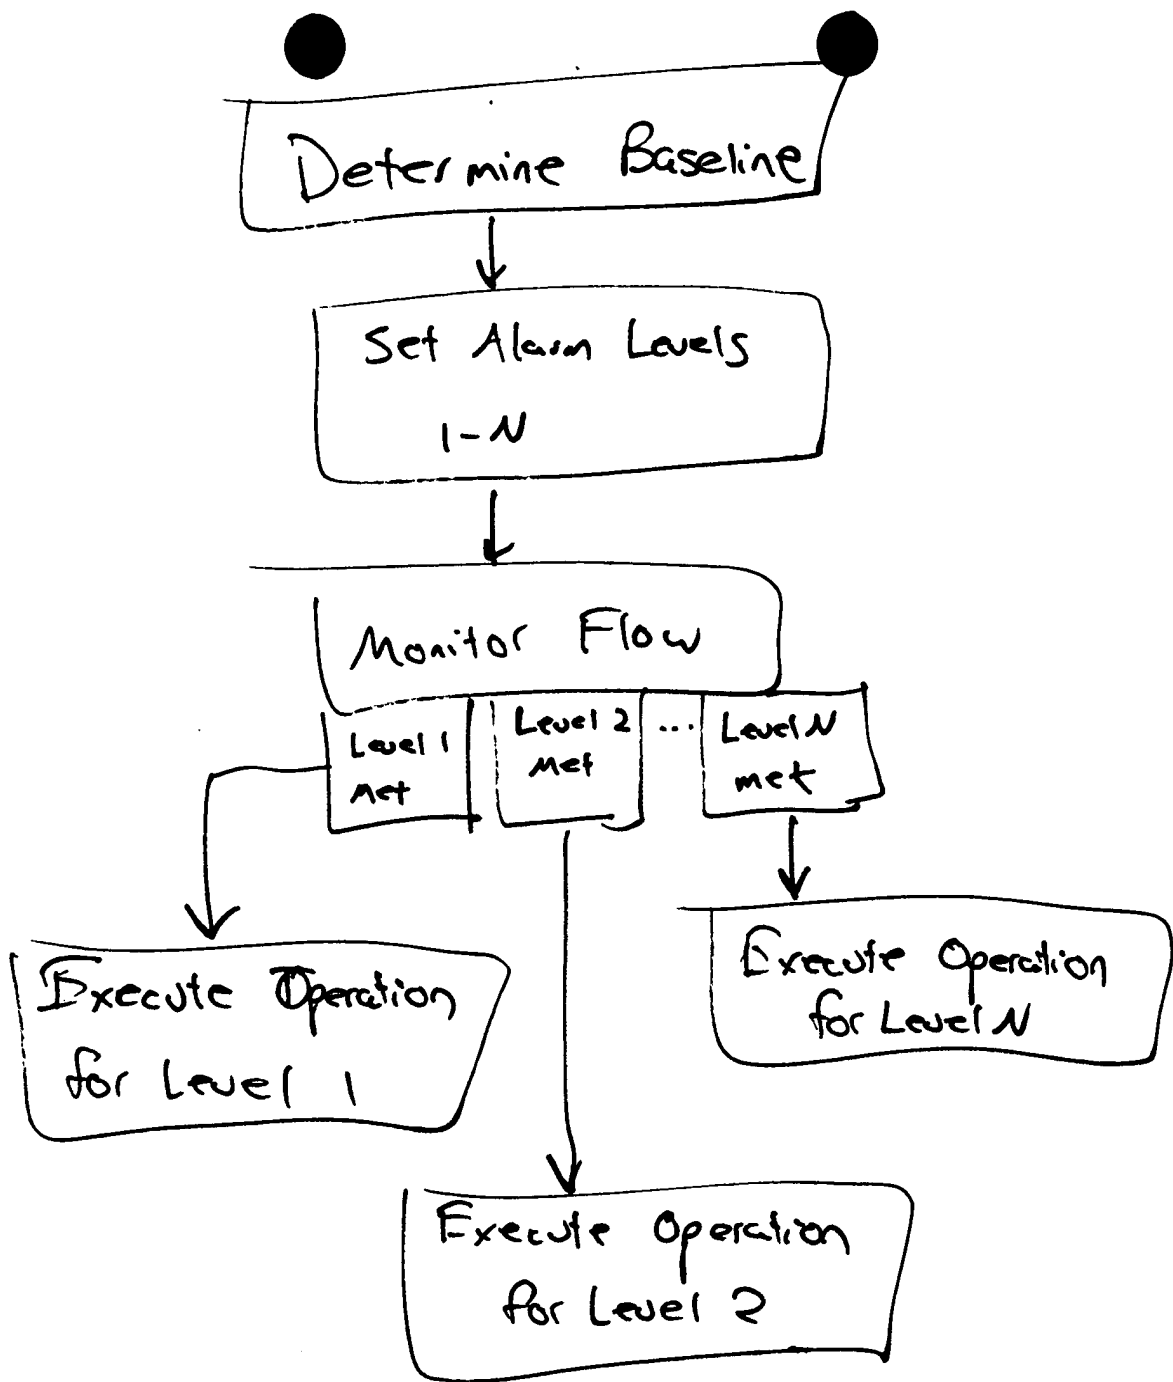 Determine Baseline
Set Alarm Levels
1-N
Monitor Flow
Level 1
met
Level 2
met
...
Level N
met
Execute Operation
for Level 1
Execute Operation
for Level N
Execute Operation
for Level 2